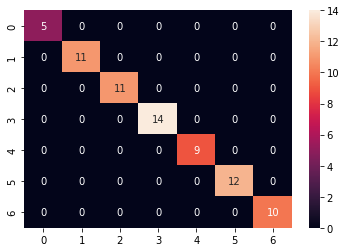 14
0 5 0 0 0 0 0 0
12
1 0 11 0 0 0 0 0
10
2 0 0 11 0 0 0 0
8
3 0 0 0 14 0 0 0
6
4 0 0 0 0 9 0 0
4
5 0 0 0 0 0 12 0
2
6 0 0 0 0 0 0 10
0
0 1 2 3 4 5 6